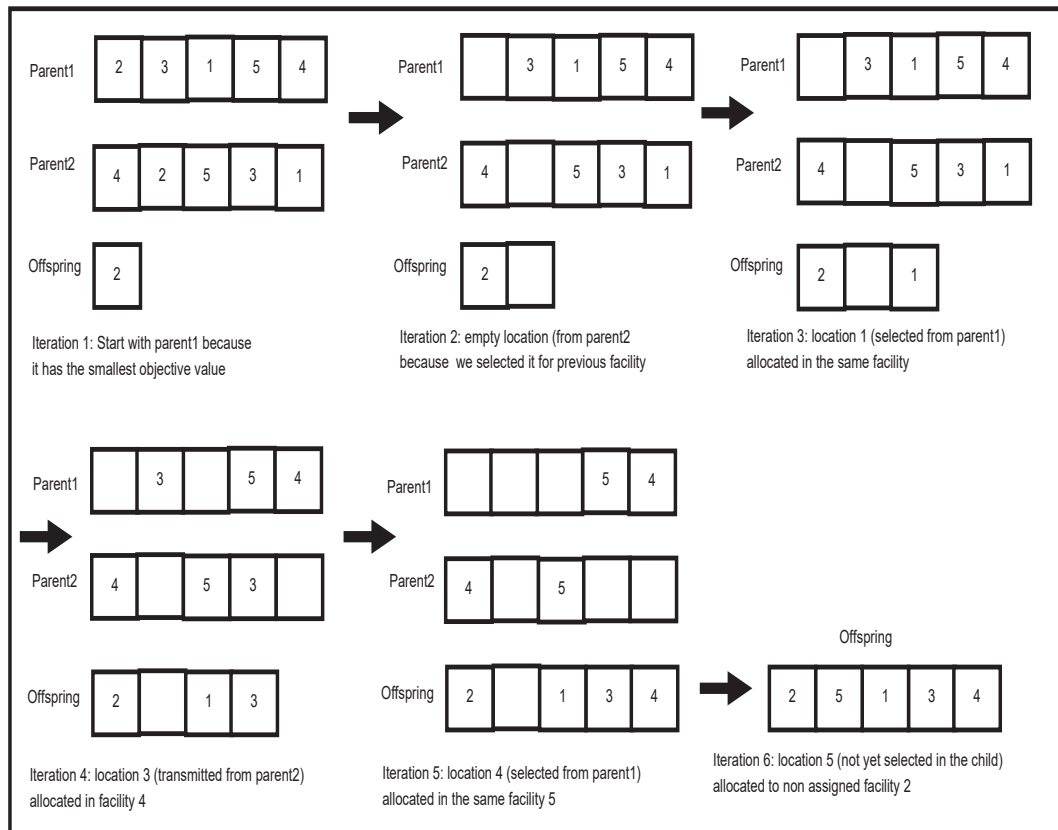 Parent1
2 3 1 5 4
Parent2
4 2 5 3 1
Offspring
2
Iteration 1: Start with parent1 because
it has the smallest objective value
Parent1
3 1 5 4
Parent2
4 5 3 1
Offspring
2
Iteration 2: empty location (from parent2
because we selected it for previous facility
Parent1
3 1 5 4
Parent2
4 5 3 1
Offspring
2 1
Iteration 3: location 1 (selected from parent1)
allocated in the same facility
Parent1
3 5 4
Parent2
4 5 3
Offspring
2 1 3
Iteration 4: location 3 (transmitted from parent2)
allocated in facility 4
Parent1
5 4
Parent2
4 5
Offspring
2 1 3 4
Iteration 5: location 4 (selected from parent1)
allocated in the same facility 5
Offspring
2 5 1 3 4
Iteration 6: location 5 (not yet selected in the child)
allocated to non assigned facility 2